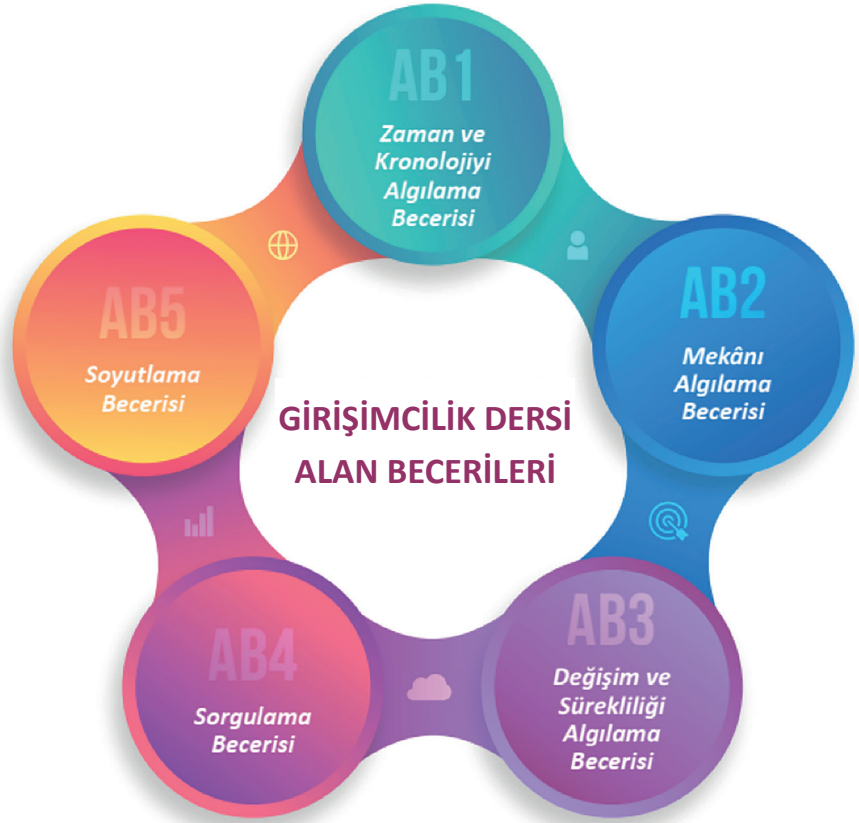 AB1
Zaman ve
Kronolojiyi
Algılama
Becerisi
AB2
Mekânı
Algılama
Becerisi
AB3
Değişim ve
Sürekliliği
Algılama
Becerisi
AB4
Sorgulama
Becerisi
AB5
Soyutlama
Becerisi
GİRİŞİMCİLİK DERSİ
ALAN BECERİLERİ